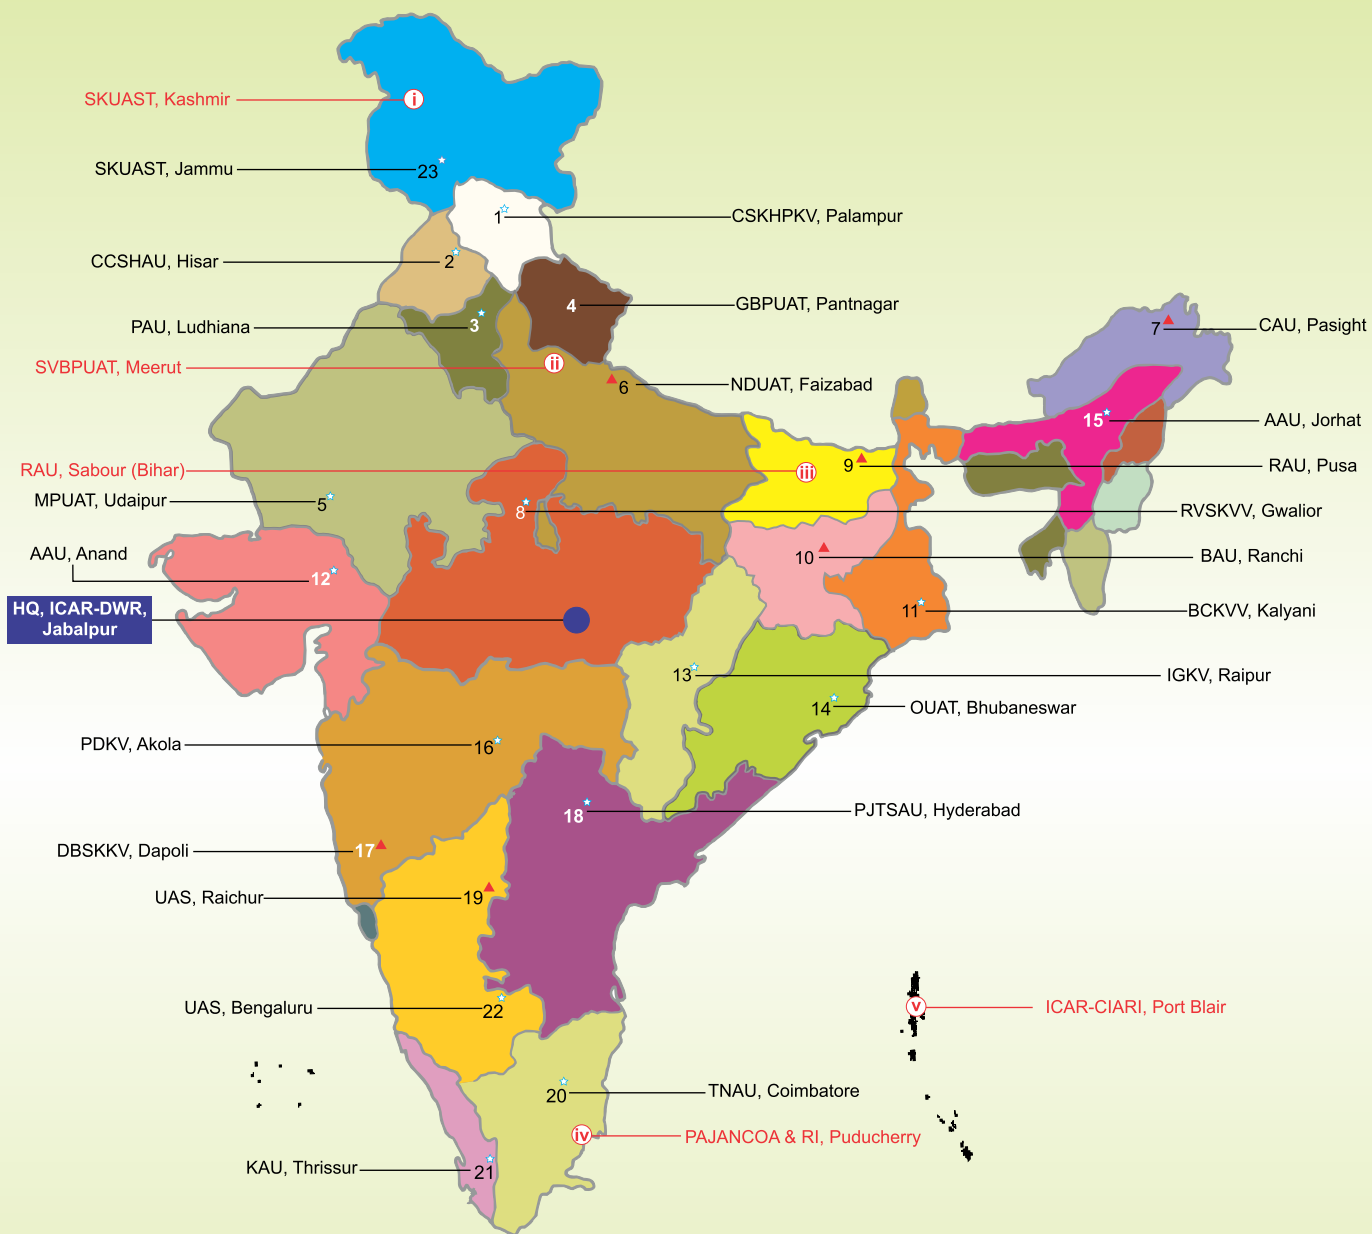 SKUAST, Kashmir
i
SKUAST, Jammu
23
1
CSKHPKV, Palampur
CCSHAU, Hisar
2
4
GBPUAT, Pantnagar
PAU, Ludhiana
3
7
CAU, Pasight
SVBPUAT, Meerut
ii
6
NDUAT, Faizabad
15
AAU, Jorhat
RAU, Sabour (Bihar)
iii
9
RAU, Pusa
MPUAT, Udaipur
5
8
RVSKVV, Gwalior
AAU, Anand
12
10
BAU, Ranchi
HQ, ICAR-DWR,
Jabalpur
11
BCKVV, Kalyani
13
IGKV, Raipur
14
OUAT, Bhubaneswar
PDKV, Akola
16
18
PJTSAU, Hyderabad
DBSKKV, Dapoli
17
UAS, Raichur
19
UAS, Bengaluru
22
v
ICAR-CIARI, Port Blair
20
TNAU, Coimbatore
iv
PAJANCOA & RI, Puducherry
KAU, Thrissur
21